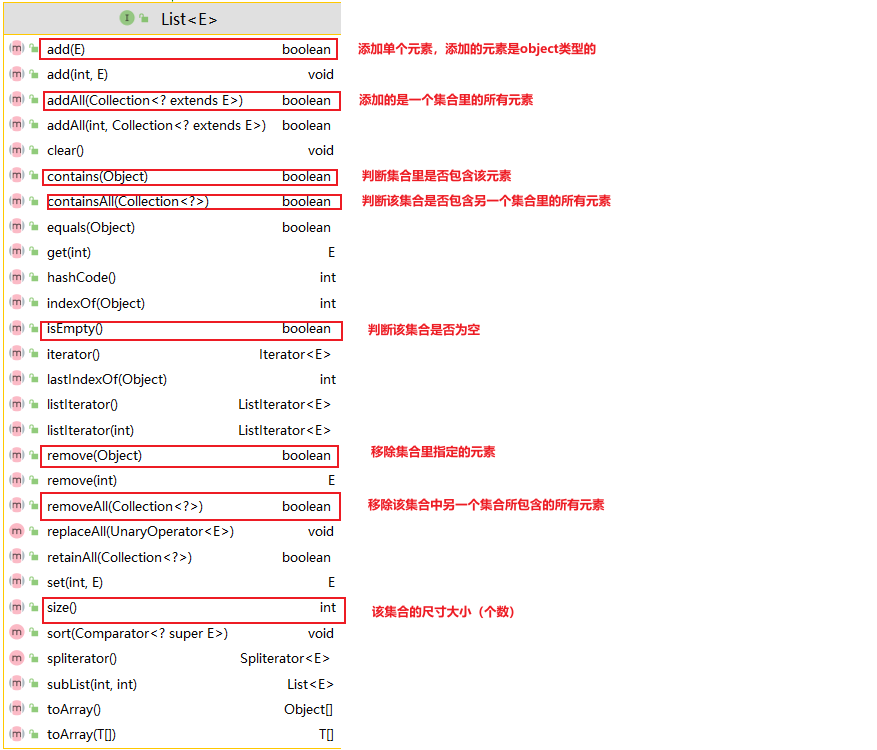 List<E>
add(E) boolean 添加单个元素，添加的元素是object类型的
add(int, E) void
addAll(Collection<? extends E>) boolean 添加的是一个集合里的所有元素
addAll(int, Collection<? extends E>) boolean
clear() void
contains(Object) boolean 判断集合里是否包含该元素
containsAll(Collection<?>) boolean 判断该集合是否包含另一个集合里的所有元素
equals(Object) boolean
get(int) E
hashCode() int
indexOf(Object) int
isEmpty() boolean 判断该集合是否为空
iterator() Iterator<E>
lastIndexOf(Object) int
listIterator() ListIterator<E>
listIterator(int) ListIterator<E>
remove(Object) boolean 移除集合里指定的元素
remove(int) E
removeAll(Collection<?>) boolean 移除该集合中另一个集合所包含的所有元素
replaceAll(UnaryOperator<E>) void
retainAll(Collection<?>) boolean
set(int, E) E
size() int 该集合的尺寸大小（个数）
sort(Comparator<? super E>) void
spliterator() Spliterator<E>
subList(int, int) List<E>
toArray() Object[]
toArray(T[]) T[]